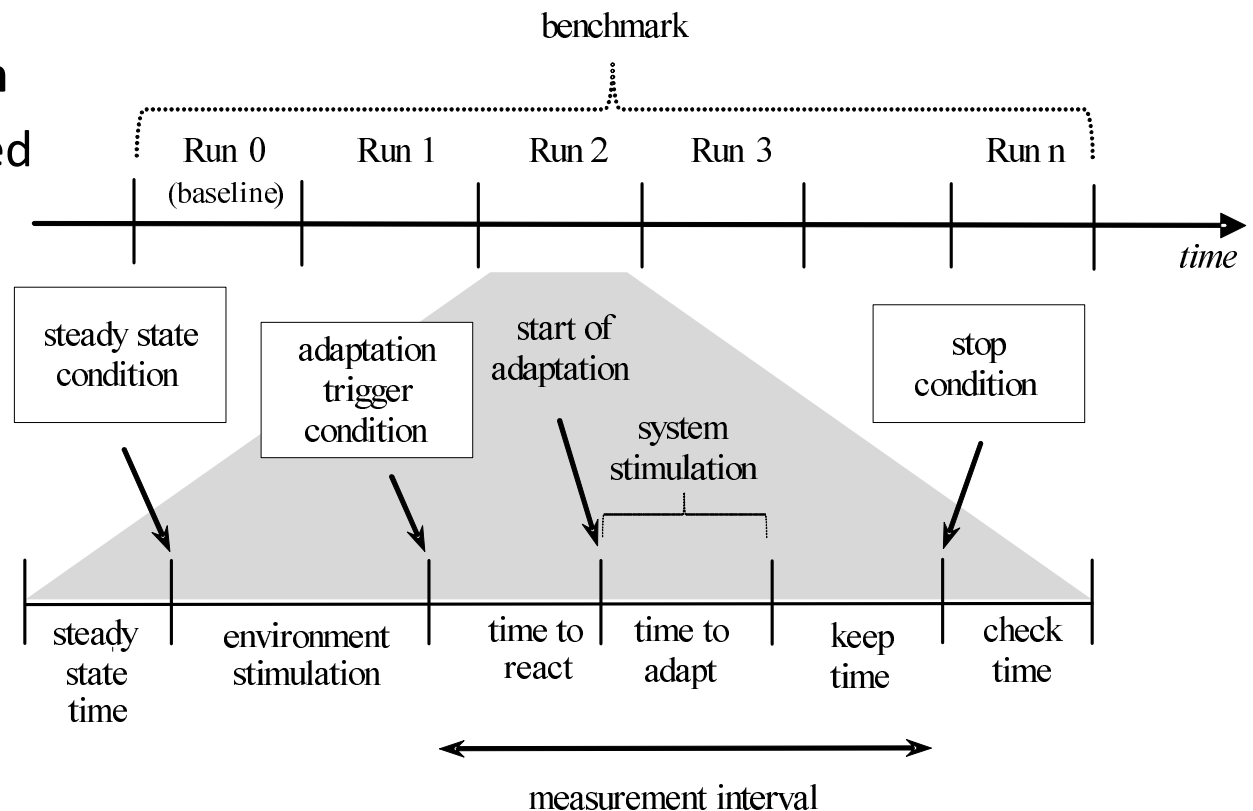 benchmark
n
ed
Run 0
Run 1
Run 2
Run 3
Run n
(baseline)
time
steady state
condition
adaptation
trigger
condition
start of
adaptation
system
stimulation
stop
condition
steady
state
time
environment
stimulation
time to
react
time to
adapt
keep
time
check
time
measurement interval